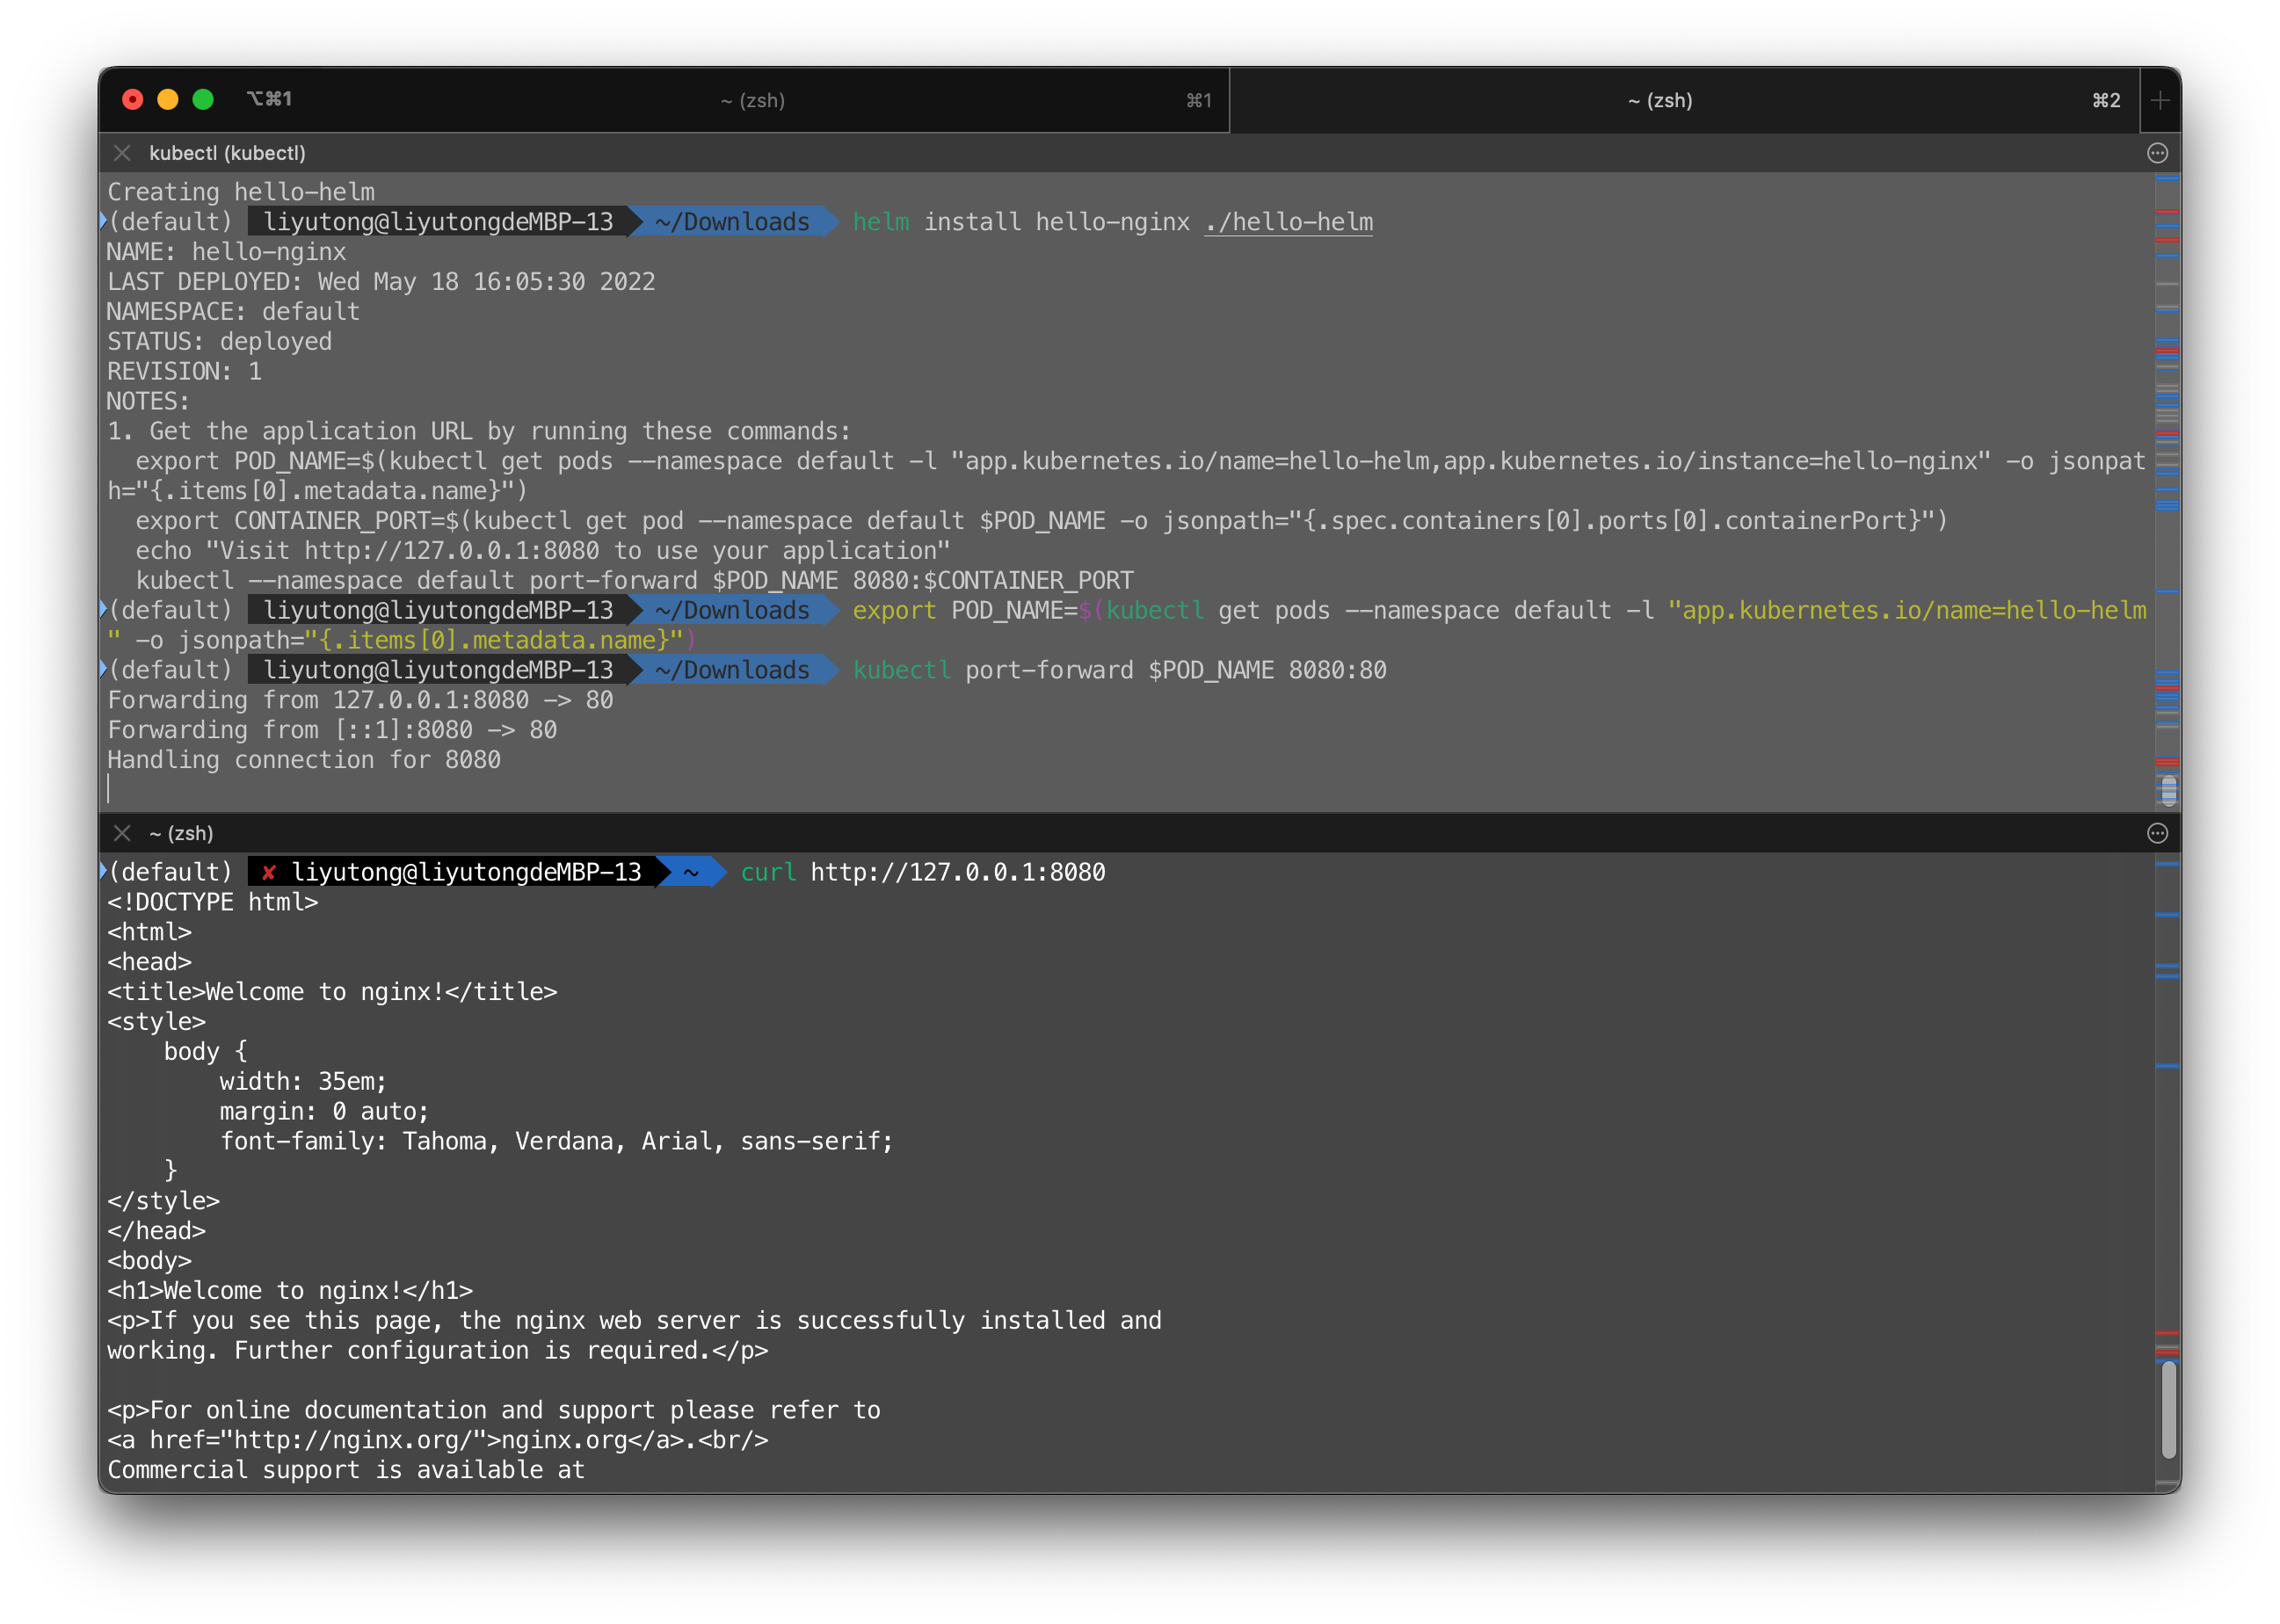 ⌥⌘1 ~ (zsh) ⌘1 ~ (zsh) ⌘2 +
kubectl (kubectl)
Creating hello-helm
(default) liyutong@liyutongdeMBP-13 ~/Downloads helm install hello-nginx ./hello-helm
NAME: hello-nginx
LAST DEPLOYED: Wed May 18 16:05:30 2022
NAMESPACE: default
STATUS: deployed
REVISION: 1
NOTES:
1. Get the application URL by running these commands:
  export POD_NAME=$(kubectl get pods --namespace default -l "app.kubernetes.io/name=hello-helm,app.kubernetes.io/instance=hello-nginx" -o jsonpat
h="{.items[0].metadata.name}")
  export CONTAINER_PORT=$(kubectl get pod --namespace default $POD_NAME -o jsonpath="{.spec.containers[0].ports[0].containerPort}")
  echo "Visit http://127.0.0.1:8080 to use your application"
  kubectl --namespace default port-forward $POD_NAME 8080:$CONTAINER_PORT
(default) liyutong@liyutongdeMBP-13 ~/Downloads export POD_NAME=$(kubectl get pods --namespace default -l "app.kubernetes.io/name=hello-helm
" -o jsonpath="{.items[0].metadata.name}")
(default) liyutong@liyutongdeMBP-13 ~/Downloads kubectl port-forward $POD_NAME 8080:80
Forwarding from 127.0.0.1:8080 -> 80
Forwarding from [::1]:8080 -> 80
Handling connection for 8080
~ (zsh)
(default) ✘ liyutong@liyutongdeMBP-13 ~ curl http://127.0.0.1:8080
<!DOCTYPE html>
<html>
<head>
<title>Welcome to nginx!</title>
<style>
    body {
        width: 35em;
        margin: 0 auto;
        font-family: Tahoma, Verdana, Arial, sans-serif;
    }
</style>
</head>
<body>
<h1>Welcome to nginx!</h1>
<p>If you see this page, the nginx web server is successfully installed and
working. Further configuration is required.</p>

<p>For online documentation and support please refer to
<a href="http://nginx.org/">nginx.org</a>.<br/>
Commercial support is available at